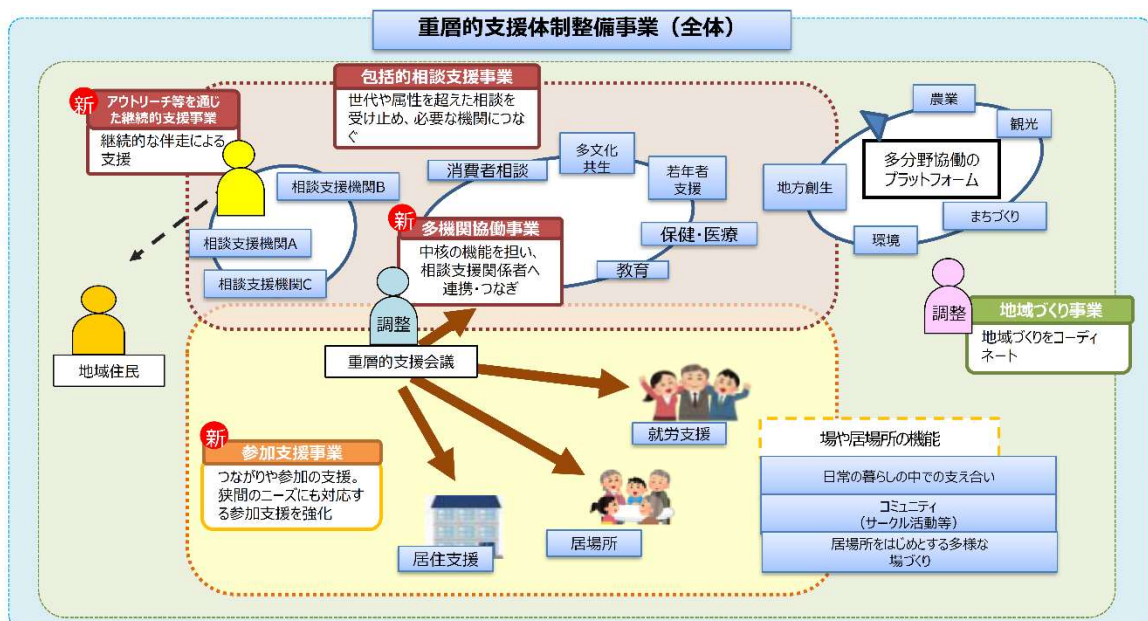 重層的支援体制整備事業（全体）
新
アウトリーチ等を通じ
た継続的支援事業
継続的な伴走による
支援
包括的相談支援事業
世代や属性を超えた相談を
受け止め、必要な機関につな
ぐ
相談支援機関B
相談支援機関A
相談支援機関C
消費者相談
多文化
共生
若年者
支援
保健・医療
教育
新
多機関協働事業
中核の機能を担い、
相談支援関係者へ
連携・つなぎ
農業
観光
多分野協働の
プラットフォーム
地方創生
まちづくり
環境
調整
地域づくり事業
地域づくりをコーディ
ネート
地域住民
調整
重層的支援会議
新
参加支援事業
つながりや参加の支援。
狭間のニーズにも対応す
る参加支援を強化
就労支援
居場所
居住支援
場や居場所の機能
日常の暮らしの中での支え合い
コミュニティ
（サークル活動等）
居場所をはじめとする多様な
場づくり